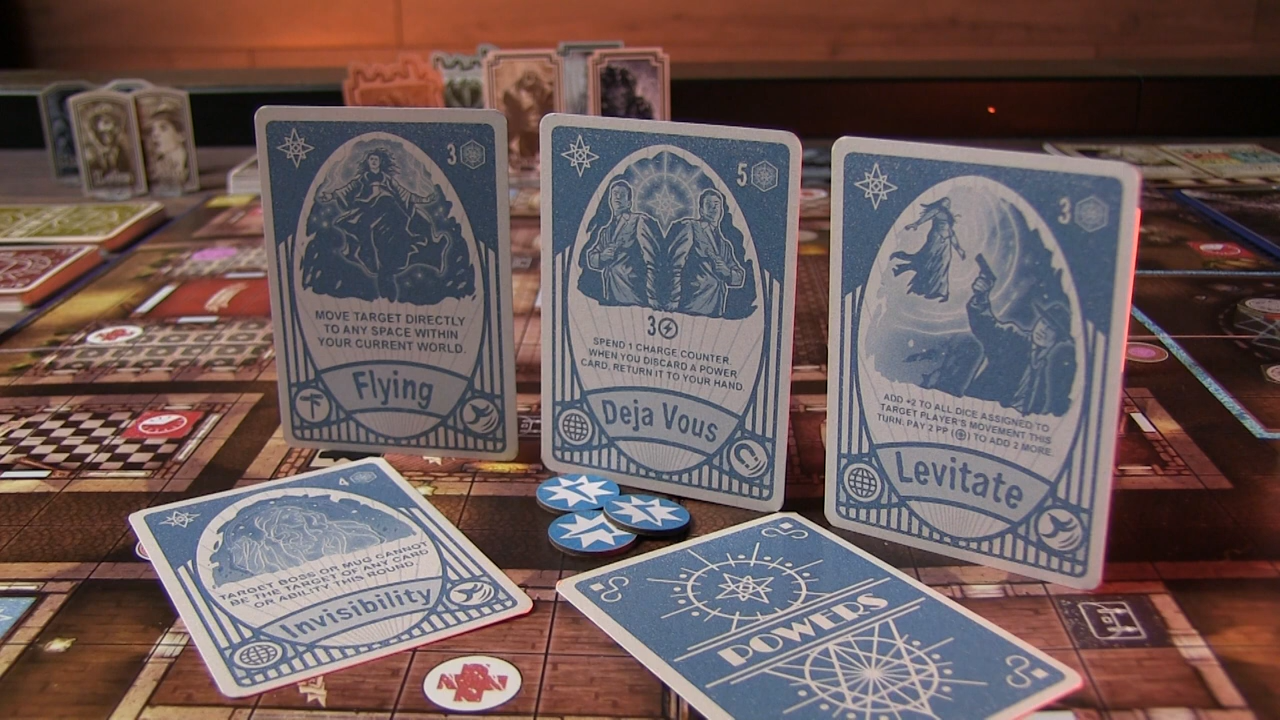 3
MOVE TARGET DIRECTLY
TO ANY SPACE WITHIN
YOUR CURRENT WORLD.
Flying
5
3
SPEND 1 CHARGE COUNTER.
WHEN YOU DISCARD A POWER
CARD, RETURN IT TO YOUR HAND.
Deja Vous
3
ADD +2 TO ALL DICE ASSIGNED TO
TARGET PLAYER'S MOVEMENT THIS
TURN. PAY 2 PP ( ) TO ADD 2 MORE.
Levitate
4
TARGET BOSS OR MUG CANNOT
BE THE TARGET OF ANY CARD
OR ABILITY THIS ROUND.
Invisibility
POWERS